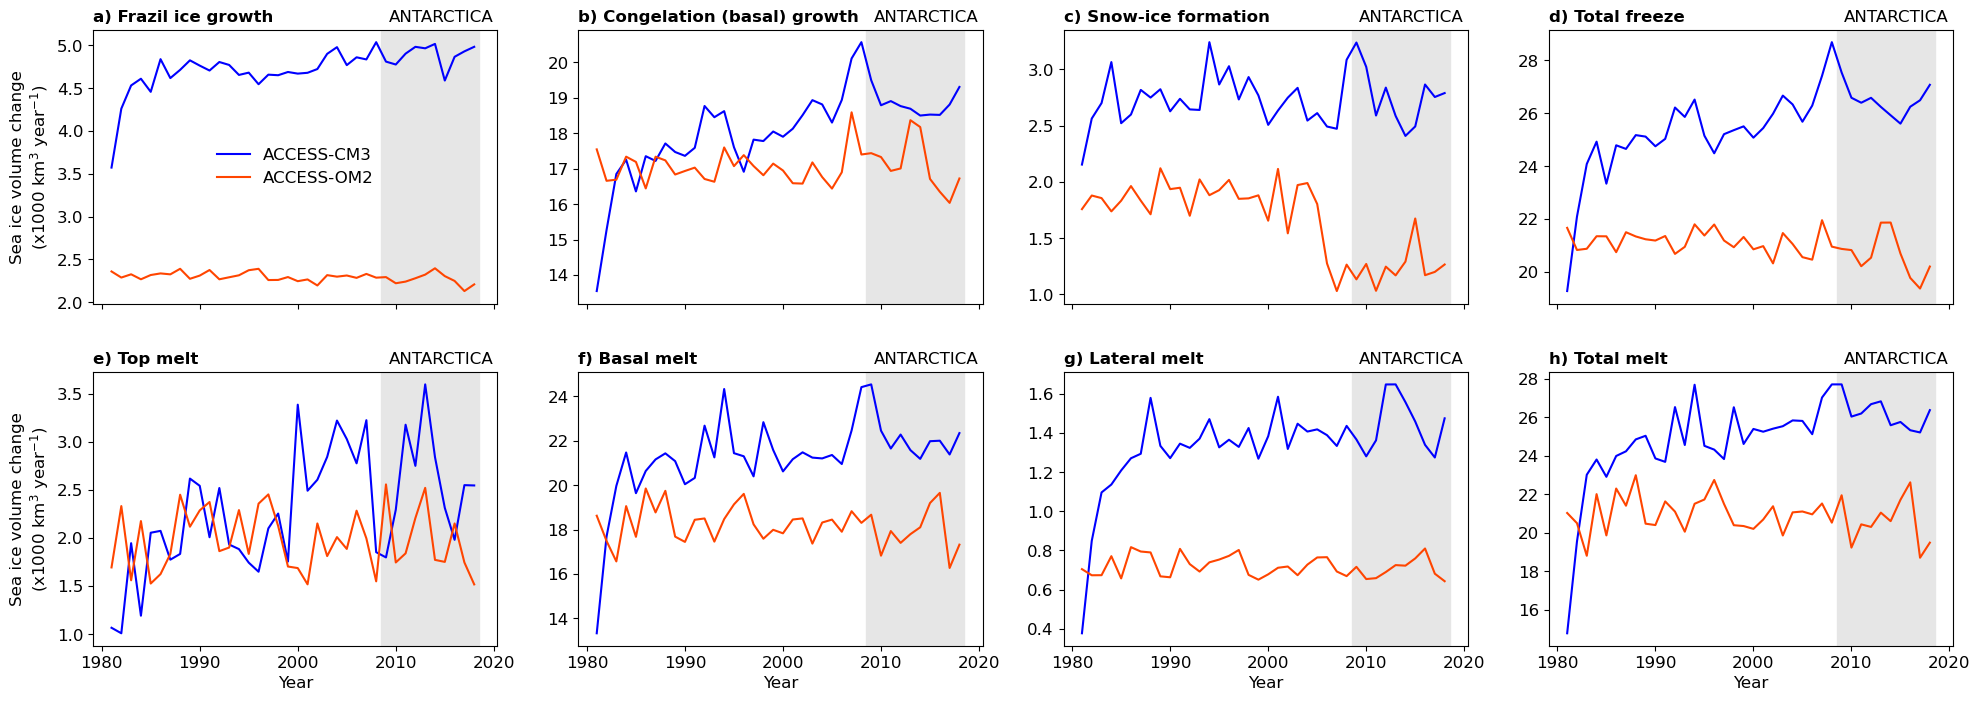 a) Frazil ice growth ANTARCTICA
b) Congelation (basal) growth ANTARCTICA
c) Snow-ice formation ANTARCTICA
d) Total freeze ANTARCTICA
Sea ice volume change
(x1000 km³ year⁻¹)
5.0
4.5
4.0
3.5
3.0
2.5
2.0
ACCESS-CM3
ACCESS-OM2
20
19
18
17
16
15
14
3.0
2.5
2.0
1.5
1.0
28
26
24
22
20
e) Top melt ANTARCTICA
f) Basal melt ANTARCTICA
g) Lateral melt ANTARCTICA
h) Total melt ANTARCTICA
Sea ice volume change
(x1000 km³ year⁻¹)
3.5
3.0
2.5
2.0
1.5
1.0
1980 1990 2000 2010 2020
Year
24
22
20
18
16
14
1980 1990 2000 2010 2020
Year
1.6
1.4
1.2
1.0
0.8
0.6
0.4
1980 1990 2000 2010 2020
Year
28
26
24
22
20
18
16
1980 1990 2000 2010 2020
Year